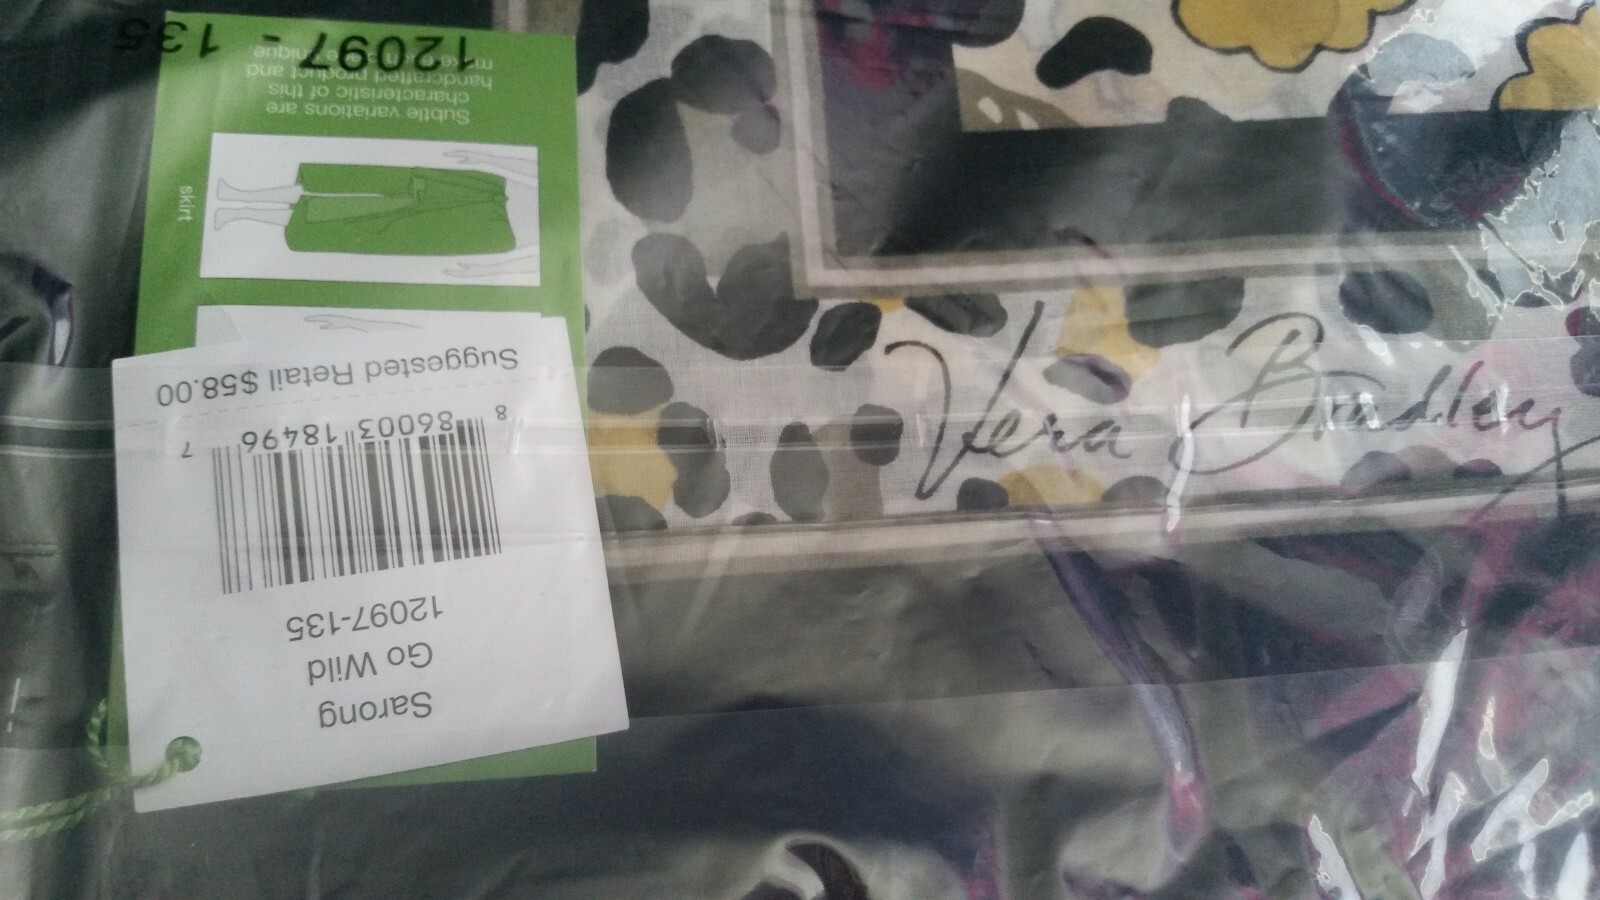 Sarong
Go Wild
12097-135
8 86003 18496 7
Suggested Retail $58.00
skirt
Subtle variations are
characteristic of this
handcrafted product and
12097 - 135
Vera Bradley